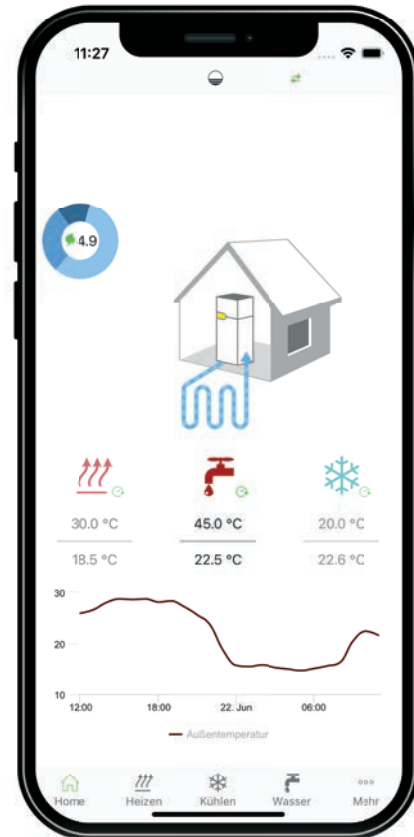 11:27
4.9
30.0 °C 45.0 °C 20.0 °C
18.5 °C 22.5 °C 22.6 °C
30
20
10
12:00 18:00 22. Jun 06:00
Außentemperatur
Home Heizen Kühlen Wasser Mehr